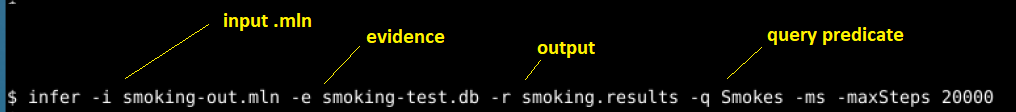 input .mln
evidence
output
query predicate
$ infer -i smoking-out.mln -e smoking-test.db -r smoking.results -q Smokes -ms -maxSteps 20000